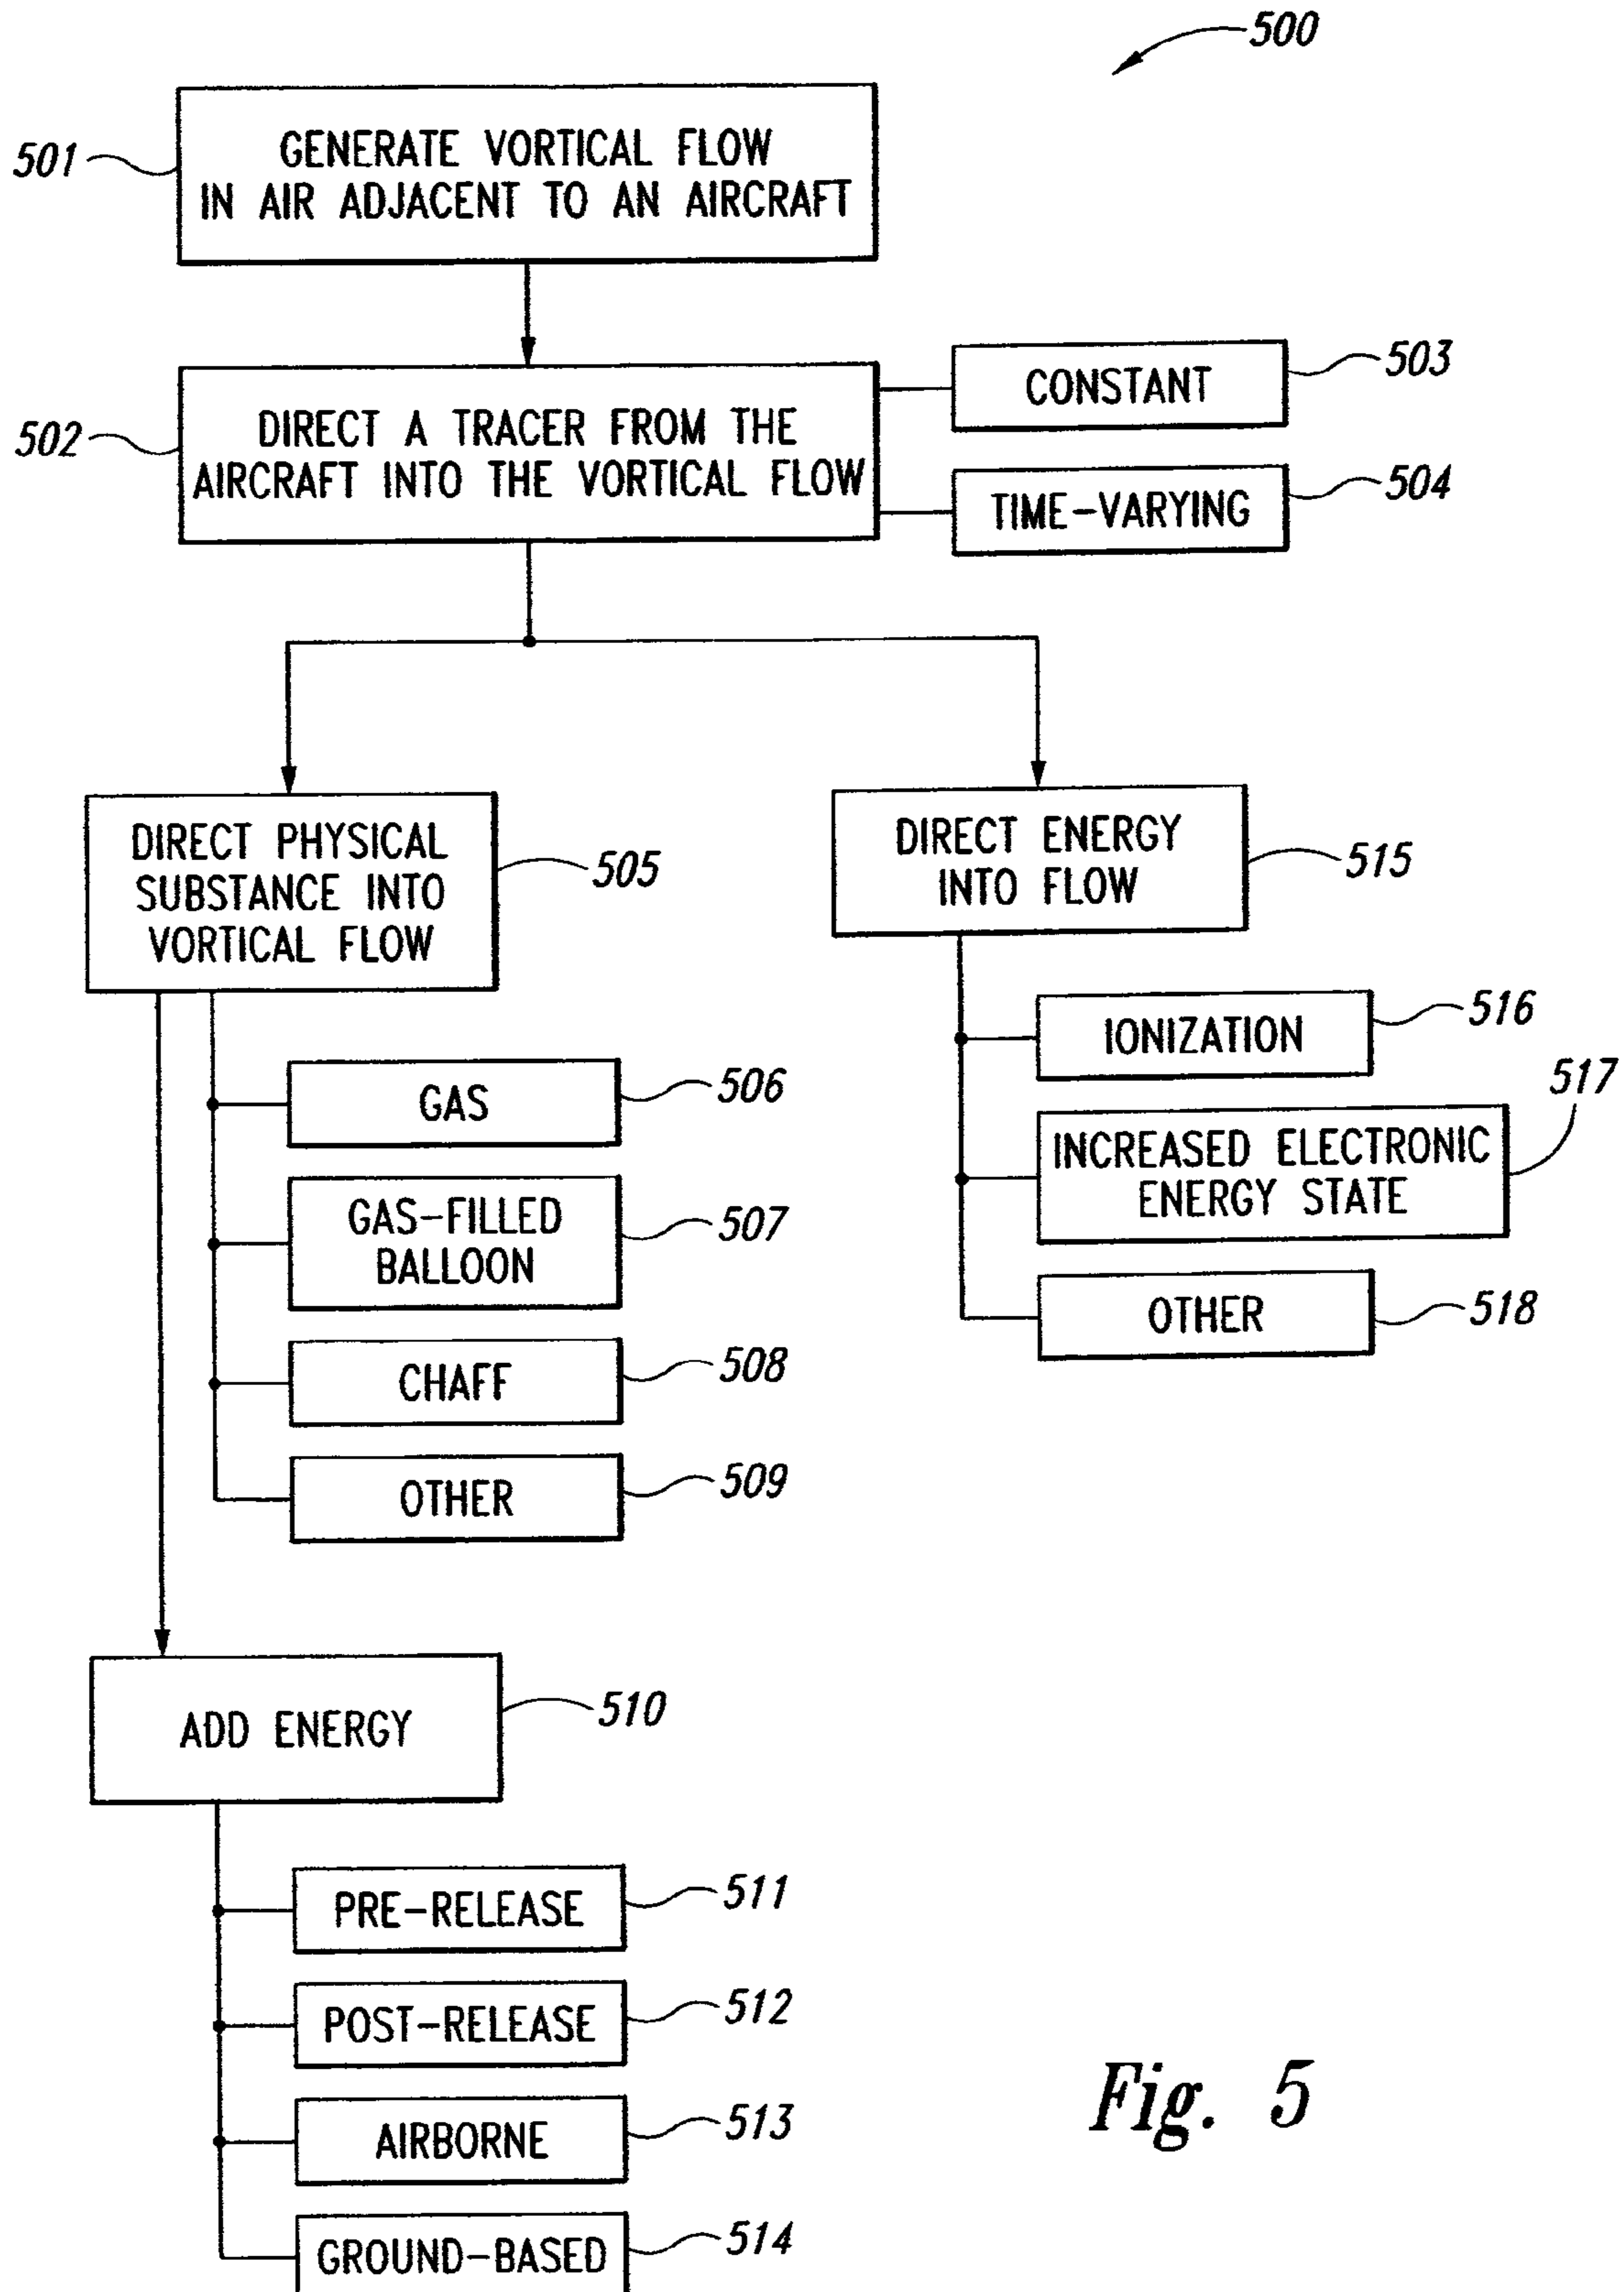 500
501
GENERATE VORTICAL FLOW
IN AIR ADJACENT TO AN AIRCRAFT
502
DIRECT A TRACER FROM THE
AIRCRAFT INTO THE VORTICAL FLOW
CONSTANT
503
TIME-VARYING
504
DIRECT PHYSICAL
SUBSTANCE INTO
VORTICAL FLOW
505
GAS
506
GAS-FILLED
BALLOON
507
CHAFF
508
OTHER
509
ADD ENERGY
510
PRE-RELEASE
511
POST-RELEASE
512
AIRBORNE
513
GROUND-BASED
514
DIRECT ENERGY
INTO FLOW
515
IONIZATION
516
INCREASED ELECTRONIC
ENERGY STATE
517
OTHER
518
Fig. 5